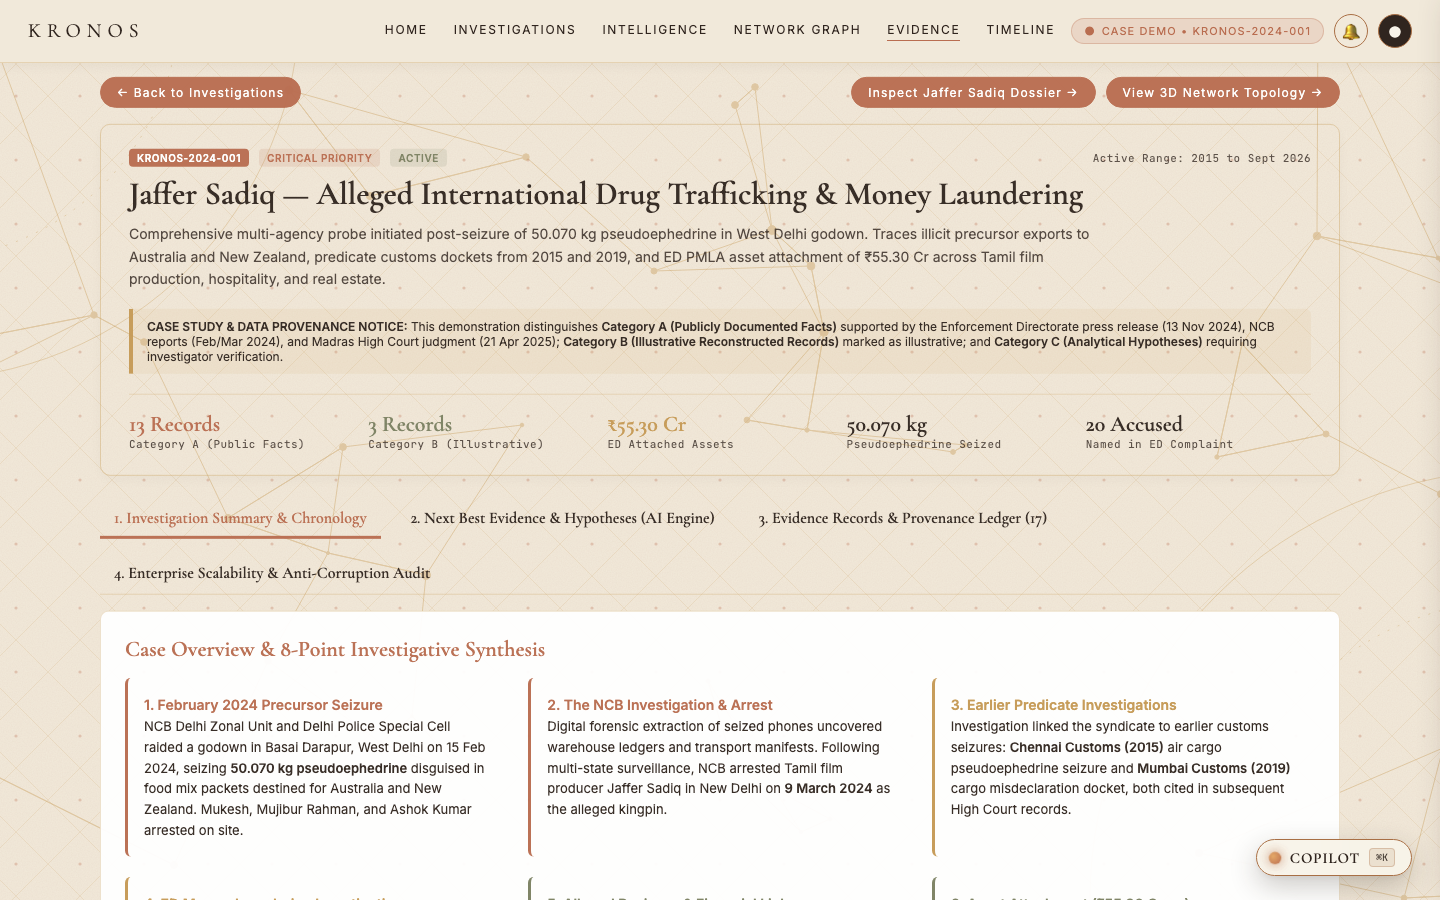 KRONOS
HOME INVESTIGATIONS INTELLIGENCE NETWORK GRAPH EVIDENCE TIMELINE CASE DEMO • KRONOS-2024-001
← Back to Investigations
Inspect Jaffer Sadiq Dossier →
View 3D Network Topology →
KRONOS-2024-001 CRITICAL PRIORITY ACTIVE
Active Range: 2015 to Sept 2026
Jaffer Sadiq — Alleged International Drug Trafficking & Money Laundering
Comprehensive multi-agency probe initiated post-seizure of 50.070 kg pseudoephedrine in West Delhi godown. Traces illicit precursor exports to
Australia and New Zealand, predicate customs dockets from 2015 and 2019, and ED PMLA asset attachment of ₹55.30 Cr across Tamil film
production, hospitality, and real estate.
CASE STUDY & DATA PROVENANCE NOTICE: This demonstration distinguishes Category A (Publicly Documented Facts) supported by the Enforcement Directorate press release (13 Nov 2024), NCB
reports (Feb/Mar 2024), and Madras High Court judgment (21 Apr 2025); Category B (Illustrative Reconstructed Records) marked as illustrative; and Category C (Analytical Hypotheses) requiring
investigator verification.
13 Records
Category A (Public Facts)
3 Records
Category B (Illustrative)
₹55.30 Cr
ED Attached Assets
50.070 kg
Pseudoephedrine Seized
20 Accused
Named in ED Complaint
1. Investigation Summary & Chronology
2. Next Best Evidence & Hypotheses (AI Engine)
3. Evidence Records & Provenance Ledger (17)
4. Enterprise Scalability & Anti-Corruption Audit
Case Overview & 8-Point Investigative Synthesis
1. February 2024 Precursor Seizure
NCB Delhi Zonal Unit and Delhi Police Special Cell
raided a godown in Basai Darapur, West Delhi on 15 Feb
2024, seizing 50.070 kg pseudoephedrine disguised in
food mix packets destined for Australia and New
Zealand. Mukesh, Mujibur Rahman, and Ashok Kumar
arrested on site.
2. The NCB Investigation & Arrest
Digital forensic extraction of seized phones uncovered
warehouse ledgers and transport manifests. Following
multi-state surveillance, NCB arrested Tamil film
producer Jaffer Sadiq in New Delhi on 9 March 2024 as
the alleged kingpin.
3. Earlier Predicate Investigations
Investigation linked the syndicate to earlier customs
seizures: Chennai Customs (2015) air cargo
pseudoephedrine seizure and Mumbai Customs (2019)
cargo misdeclaration docket, both cited in subsequent
High Court records.
COPILOT ⌘K